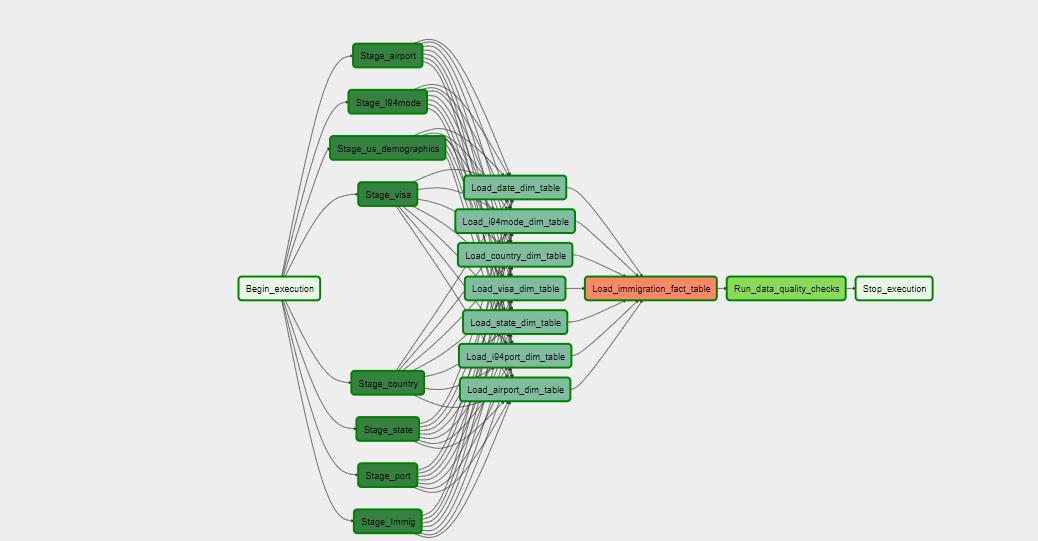 Begin_execution
Stage_airport
Stage_I94mode
Stage_us_demographics
Stage_visa
Stage_country
Stage_state
Stage_port
Stage_Immig
Load_date_dim_table
Load_i94mode_dim_table
Load_country_dim_table
Load_visa_dim_table
Load_state_dim_table
Load_i94port_dim_table
Load_airport_dim_table
Load_immigration_fact_table
Run_data_quality_checks
Stop_execution